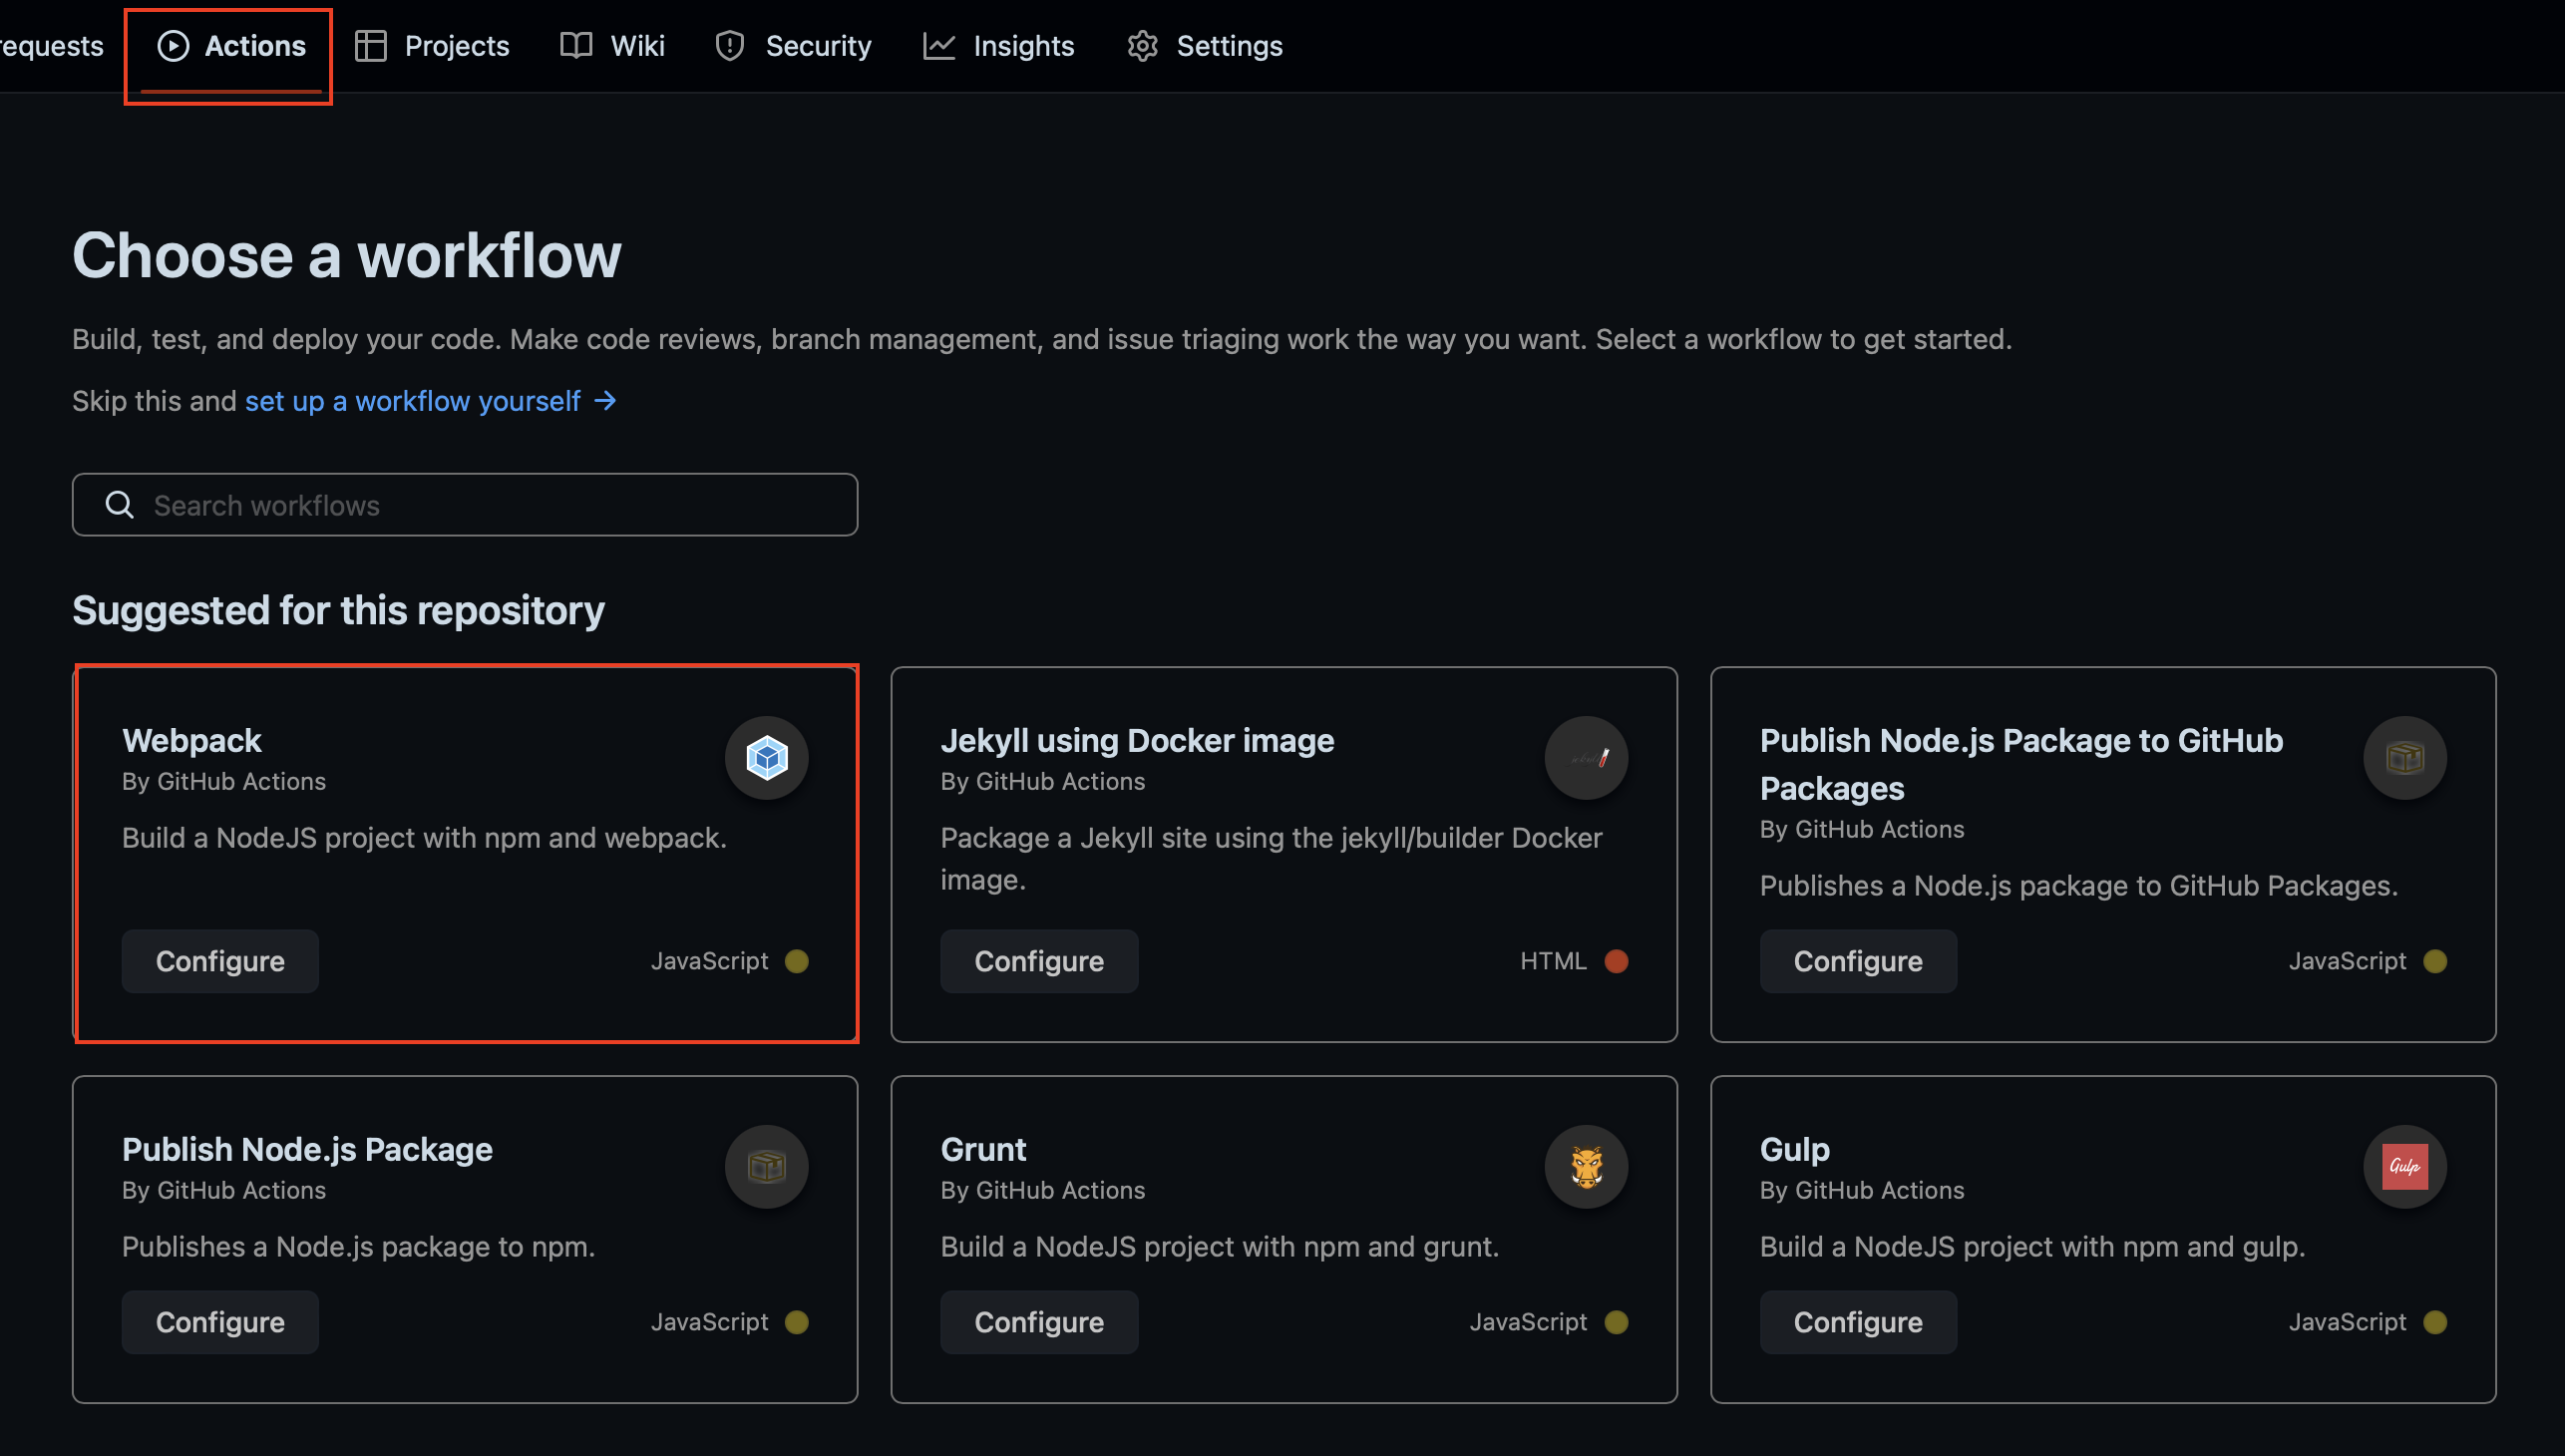 requests Actions Projects Wiki Security Insights Settings
Choose a workflow
Build, test, and deploy your code. Make code reviews, branch management, and issue triaging work the way you want. Select a workflow to get started.
Skip this and set up a workflow yourself →
Search workflows
Suggested for this repository
Webpack
By GitHub Actions
Build a NodeJS project with npm and webpack.
Configure JavaScript
Jekyll using Docker image
By GitHub Actions
Package a Jekyll site using the jekyll/builder Docker
image.
Configure HTML
Publish Node.js Package to GitHub
Packages
By GitHub Actions
Publishes a Node.js package to GitHub Packages.
Configure JavaScript
Publish Node.js Package
By GitHub Actions
Publishes a Node.js package to npm.
Configure JavaScript
Grunt
By GitHub Actions
Build a NodeJS project with npm and grunt.
Configure JavaScript
Gulp
By GitHub Actions
Gulp
Build a NodeJS project with npm and gulp.
Configure JavaScript